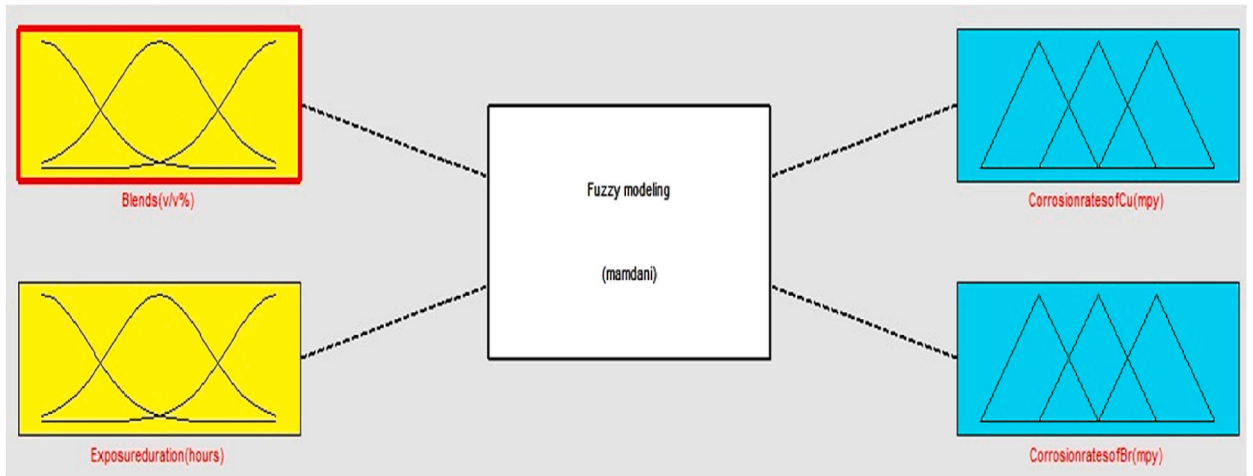 Blends(v/v%)
Exposureduration(hours)
Fuzzy modeling
(mamdani)
CorrosionratesofCu(mpy)
CorrosionratesofBr(mpy)